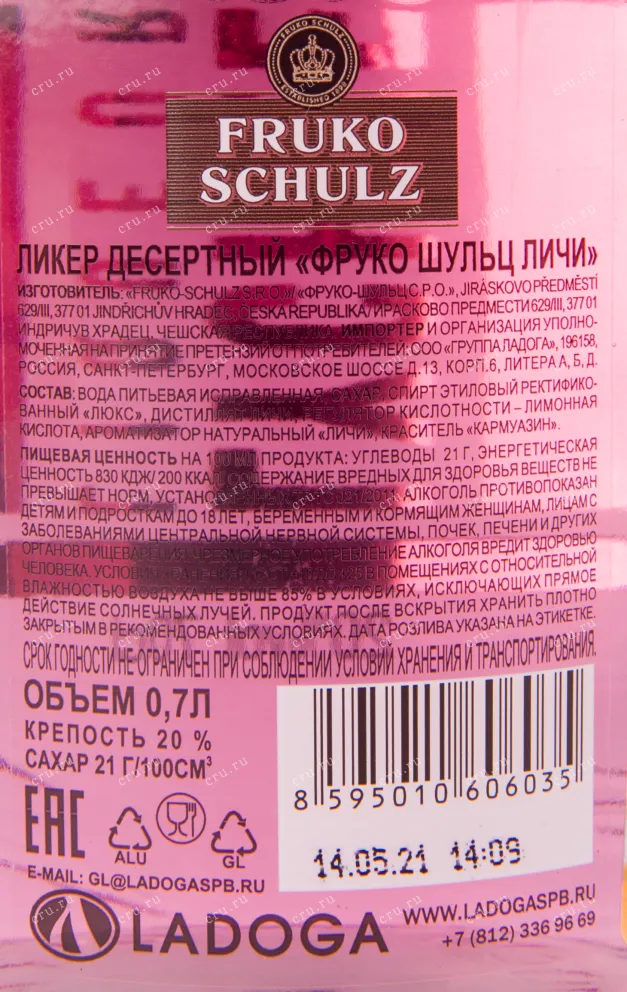 FRUKO SCHULZ
ESTABLISHED
FRUKO
SCHULZ
ЛИКЕР ДЕСЕРТНЫЙ «ФРУКО ШУЛЬЦ ЛИЧИ»
ИЗГОТОВИТЕЛЬ: «FRUKO-SCHULZ S.R.O.»/ «ФРУКО-ШУЛЬЦ С.Р.О.», JIRÁSKOVO PŘEDMĚSTÍ
629/III, 377 01 JINDŘICHŮV HRADEC, ČESKÁ REPUBLIKA / ИРАСКОВО ПРЕДМЕСТИ 629/III, 377 01
ИНДРИЧУВ ХРАДЕЦ, ЧЕШСКАЯ РЕСПУБЛИКА. ИМПОРТЕР И ОРГАНИЗАЦИЯ УПОЛНО-
МОЧЕННАЯ НА ПРИНЯТИЕ ПРЕТЕНЗИЙ ОТ ПОТРЕБИТЕЛЕЙ: ООО «ГРУППА ЛАДОГА», 196158,
РОССИЯ, САНКТ-ПЕТЕРБУРГ, МОСКОВСКОЕ ШОССЕ Д.13, КОРП.6, ЛИТЕРА А, Б, Д.
СОСТАВ: ВОДА ПИТЬЕВАЯ ИСПРАВЛЕННАЯ, САХАР, СПИРТ ЭТИЛОВЫЙ РЕКТИФИКО-
ВАННЫЙ «ЛЮКС», ДИСТИЛЛЯТ ЛИЧИ, РЕГУЛЯТОР КИСЛОТНОСТИ – ЛИМОННАЯ
КИСЛОТА, АРОМАТИЗАТОР НАТУРАЛЬНЫЙ «ЛИЧИ», КРАСИТЕЛЬ «КАРМУАЗИН».
ПИЩЕВАЯ ЦЕННОСТЬ НА 100 МЛ ПРОДУКТА: УГЛЕВОДЫ 21 Г, ЭНЕРГЕТИЧЕСКАЯ
ЦЕННОСТЬ 830 КДЖ/200 ККАЛ. СОДЕРЖАНИЕ ВРЕДНЫХ ДЛЯ ЗДОРОВЬЯ ВЕЩЕСТВ НЕ
ПРЕВЫШАЕТ НОРМ, УСТАНОВЛЕННЫХ 021/2011. АЛКОГОЛЬ ПРОТИВОПОКАЗАН
ДЕТЯМ И ПОДРОСТКАМ ДО 18 ЛЕТ, БЕРЕМЕННЫМ И КОРМЯЩИМ ЖЕНЩИНАМ, ЛИЦАМ С
ЗАБОЛЕВАНИЯМИ ЦЕНТРАЛЬНОЙ НЕРВНОЙ СИСТЕМЫ, ПОЧЕК, ПЕЧЕНИ И ДРУГИХ
ОРГАНОВ ПИЩЕВАРЕНИЯ. ЧРЕЗМЕРНОЕ УПОТРЕБЛЕНИЕ АЛКОГОЛЯ ВРЕДИТ ЗДОРОВЬЮ
ЧЕЛОВЕКА. УСЛОВИЯ ХРАНЕНИЯ: В ПОМЕЩЕНИЯХ С ОТНОСИТЕЛЬНОЙ
ВЛАЖНОСТЬЮ ВОЗДУХА НЕ ВЫШЕ 85% В УСЛОВИЯХ, ИСКЛЮЧАЮЩИХ ПРЯМОЕ
ДЕЙСТВИЕ СОЛНЕЧНЫХ ЛУЧЕЙ. ПРОДУКТ ПОСЛЕ ВСКРЫТИЯ ХРАНИТЬ ПЛОТНО
ЗАКРЫТЫМ В РЕКОМЕНДОВАННЫХ УСЛОВИЯХ. ДАТА РОЗЛИВА УКАЗАНА НА ЭТИКЕТКЕ.
СРОК ГОДНОСТИ НЕ ОГРАНИЧЕН ПРИ СОБЛЮДЕНИИ УСЛОВИЙ ХРАНЕНИЯ И ТРАНСПОРТИРОВАНИЯ.
ОБЪЕМ 0,7Л
КРЕПОСТЬ 20 %
САХАР 21 Г/100СМ³
8 595010 606035
14.05.21 14:09
EAC
ALU
GL
E-MAIL: GL@LADOGASPB.RU
LADOGA
WWW.LADOGASPB.RU
+7 (812) 336 96 69